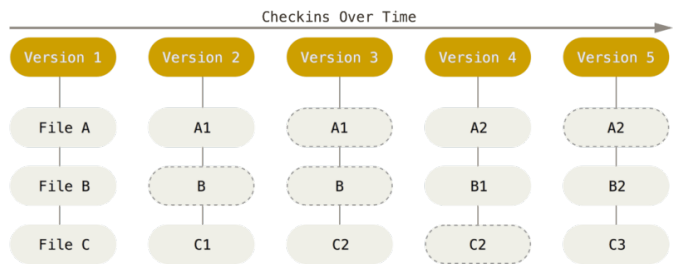 Checkins Over Time
Version 1 Version 2 Version 3 Version 4 Version 5
File A A1 A1 A2 A2
File B B B B1 B2
File C C1 C2 C2 C3